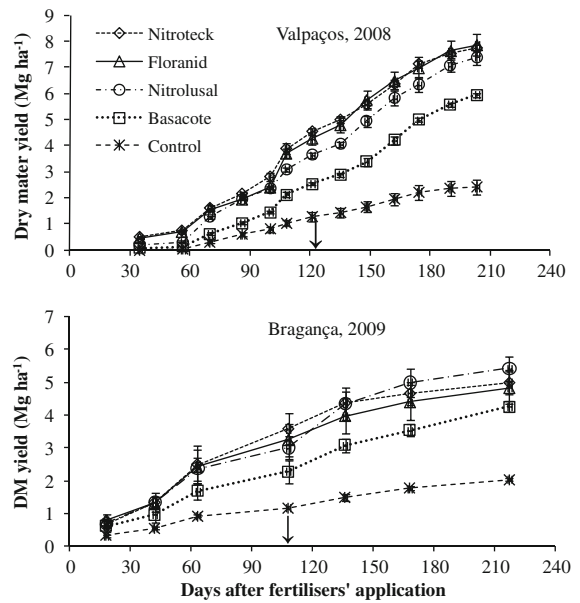 Valpaços, 2008
Dry mater yield (Mg ha⁻¹)
9
8
7
6
5
4
3
2
1
0
Nitroteck
Floranid
Nitrolusal
Basacote
Control
0 30 60 90 120 150 180 210 240
Bragança, 2009
DM yield (Mg ha⁻¹)
7
6
5
4
3
2
1
0
0 30 60 90 120 150 180 210 240
Days after fertilisers' application